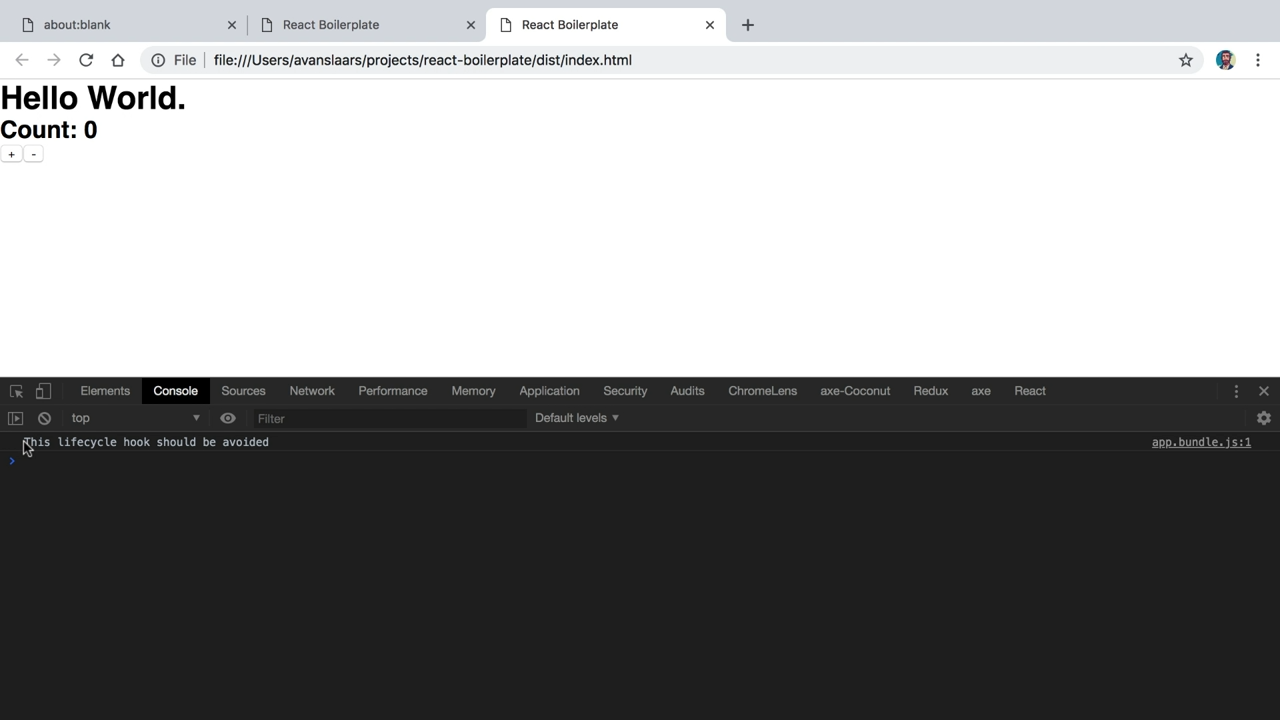 about:blank
React Boilerplate
React Boilerplate
File file:///Users/avanslaars/projects/react-boilerplate/dist/index.html
Hello World.
Count: 0
+ -
Elements Console Sources Network Performance Memory Application Security Audits ChromeLens axe-Coconut Redux axe React
top Filter Default levels
This lifecycle hook should be avoided app.bundle.js:1